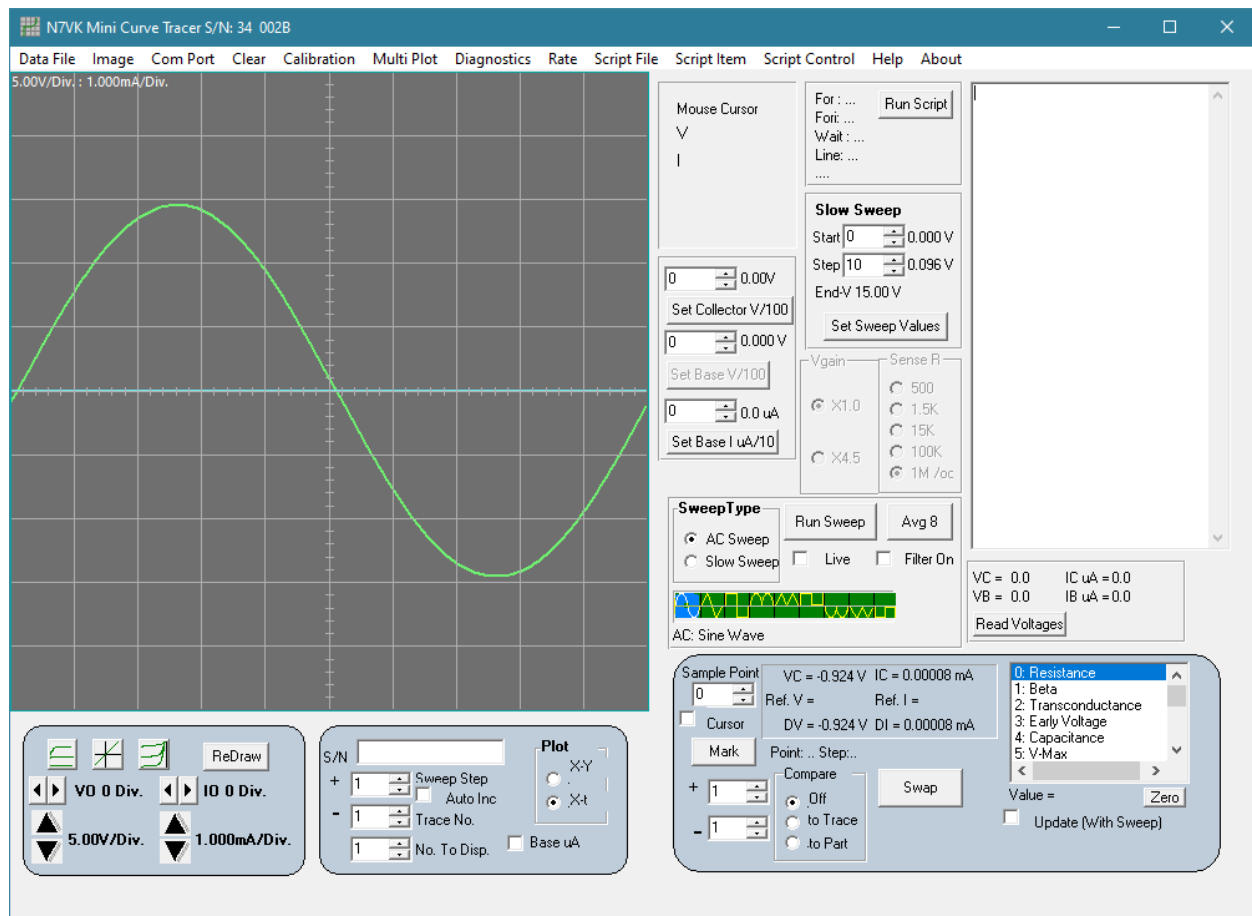 N7VK Mini Curve Tracer S/N: 34 002B
Data File Image Com Port Clear Calibration Multi Plot Diagnostics Rate Script File Script Item Script Control Help About
5.00V/Div. : 1.000mA/Div.
Mouse Cursor
V
I
For : ...
Fori: ...
Wait : ...
Line: ...
....
Run Script
Slow Sweep
Start 0 0.000 V
Step 10 0.096 V
End-V 15.00 V
Set Sweep Values
0 0.00V
Set Collector V/100
0 0.000 V
Set Base V/100
0 0.0 uA
Set Base I uA/10
Vgain
X1.0
X4.5
Sense R
500
1.5K
15K
100K
1M /oc
SweepType
AC Sweep
Slow Sweep
Run Sweep
Avg 8
Live
Filter On
AC: Sine Wave
VC = 0.0 IC uA = 0.0
VB = 0.0 IB uA = 0.0
Read Voltages
ReDraw
VO 0 Div. IO 0 Div.
5.00V/Div. 1.000mA/Div.
S/N
+ 1 Sweep Step
Auto Inc
- 1 Trace No.
1 No. To Disp.
Plot
X-Y
X-t
Base uA
Sample Point
0
Cursor
Mark
VC = -0.924 V IC = 0.00008 mA
Ref. V = Ref. I =
DV = -0.924 V DI = 0.00008 mA
Point: .. Step:..
+ 1
- 1
Compare
Off
to Trace
.to Part
Swap
0: Resistance
1: Beta
2: Transconductance
3: Early Voltage
4: Capacitance
5: V-Max
Value =
Zero
Update (With Sweep)